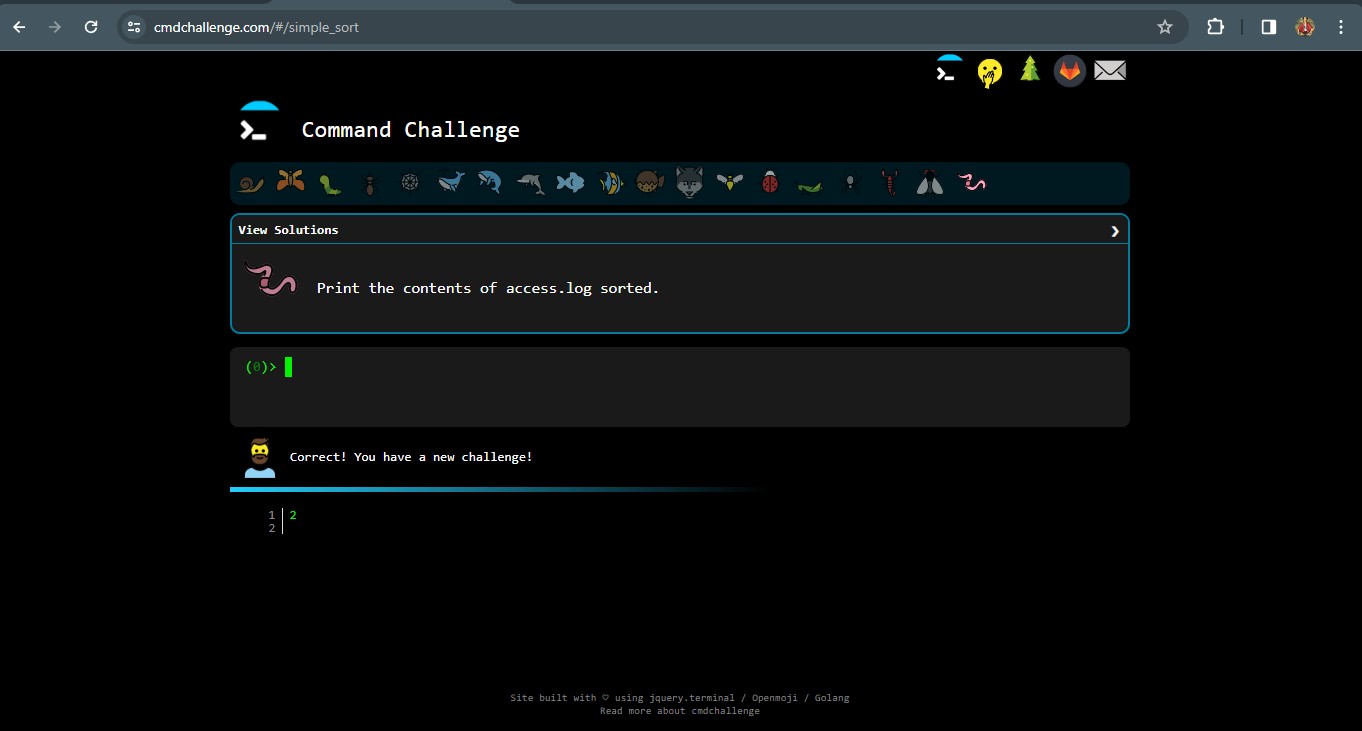 cmdchallenge.com/#/simple_sort
Command Challenge
View Solutions
Print the contents of access.log sorted.
(0)>
Correct! You have a new challenge!
1 2
2
Site built with ♡ using jquery.terminal / Openmoji / Golang
Read more about cmdchallenge